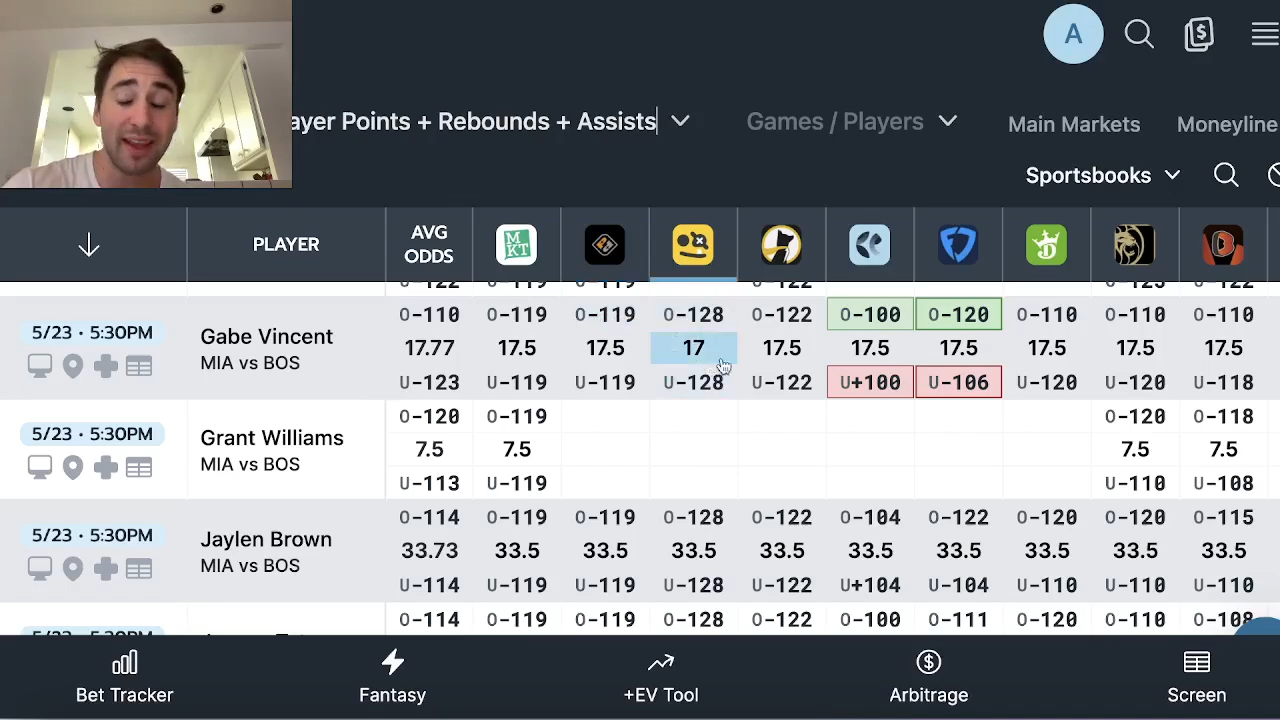 A
ayer Points + Rebounds + Assists
Games / Players
Main Markets
Moneyline
Sportsbooks
PLAYER
AVG ODDS
MKT
O-110 O-119 O-119 O-128 O-122 O-100 O-120 O-110 O-110 O-110
5/23 • 5:30PM
Gabe Vincent
MIA vs BOS
17.77 17.5 17.5 17 17.5 17.5 17.5 17.5 17.5 17.5
U-123 U-119 U-119 U-128 U-122 U+100 U-106 U-120 U-110 U-118
O-120 O-119 O-120 O-118
5/23 • 5:30PM
Grant Williams
MIA vs BOS
7.5 7.5 7.5 7.5
U-113 U-119 U-110 U-108
O-114 O-119 O-119 O-128 O-122 O-104 O-122 O-120 O-120 O-115
5/23 • 5:30PM
Jaylen Brown
MIA vs BOS
33.73 33.5 33.5 33.5 33.5 33.5 33.5 33.5 33.5 33.5
U-114 U-119 U-119 U-128 U-122 U+104 U-104 U-110 U-110 U-110
O-114 O-119 O-119 O-128 O-122 O-100 O-111 O-120 O-110 O-108
Bet Tracker
Fantasy
+EV Tool
Arbitrage
Screen